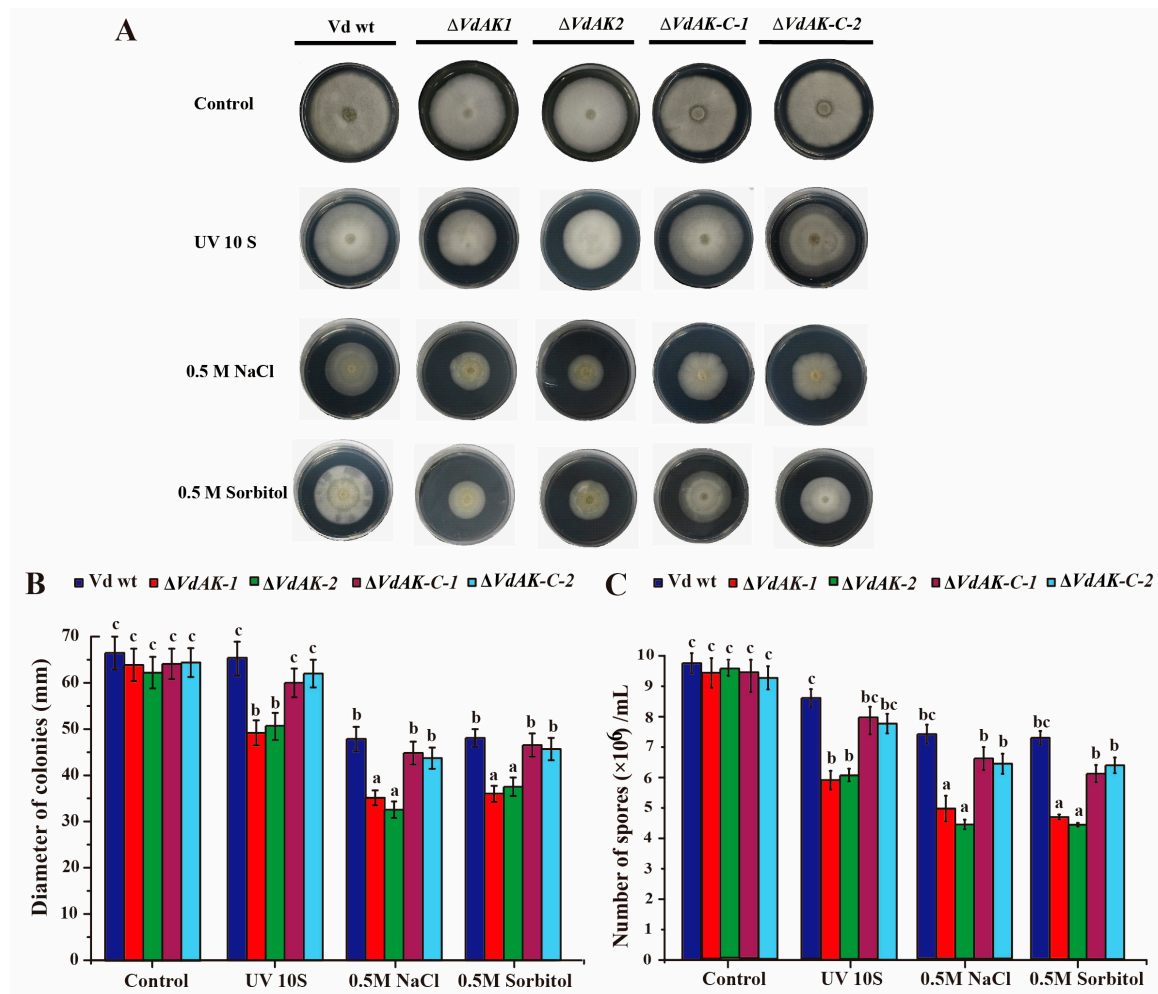 A
Vd wt ΔVdAK1 ΔVdAK2 ΔVdAK-C-1 ΔVdAK-C-2
Control
UV 10 S
0.5 M NaCl
0.5 M Sorbitol
B
Vd wt ΔVdAK-1 ΔVdAK-2 ΔVdAK-C-1 ΔVdAK-C-2
Diameter of colonies (mm)
70
60
50
40
30
20
10
0
c c c c c
c b b c c
b a a b b
b a a b b
Control UV 10S 0.5M NaCl 0.5M Sorbitol
C
Vd wt ΔVdAK-1 ΔVdAK-2 ΔVdAK-C-1 ΔVdAK-C-2
Number of spores (×10⁶) /mL
10
9
8
7
6
5
4
3
2
1
0
c c c c c
c b b bc bc
bc a a b b
bc a a b b
Control UV 10S 0.5M NaCl 0.5M Sorbitol